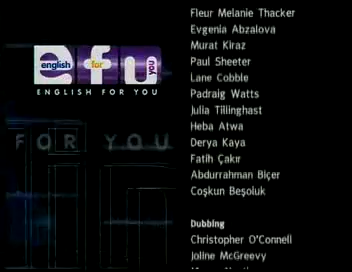 efu
english for you
ENGLISH FOR YOU
FOR YOU
Fleur Melanie Thacker
Evgenia Abzalova
Murat Kiraz
Paul Sheeter
Lane Cobble
Padraig Watts
Julia Tillinghast
Heba Atwa
Derya Kaya
Fatih Çakır
Abdurrahman Biçer
Coşkun Beşoluk
Dubbing
Christopher O'Connell
Joline McGreevy